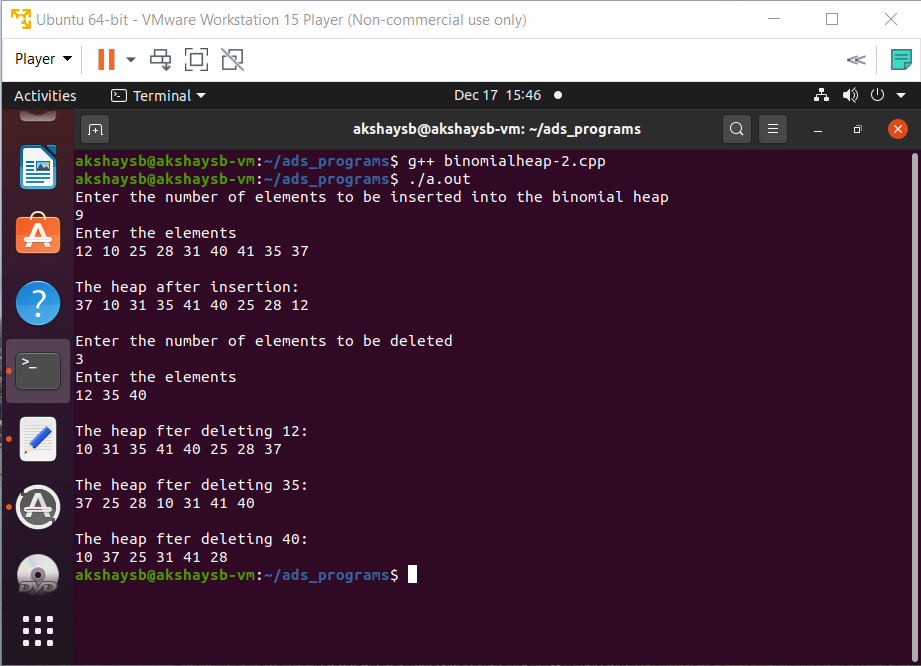 Ubuntu 64-bit - VMware Workstation 15 Player (Non-commercial use only)
Player
Activities
Terminal
Dec 17 15:46
akshaysb@akshaysb-vm: ~/ads_programs
akshaysb@akshaysb-vm:~/ads_programs$ g++ binomialheap-2.cpp
akshaysb@akshaysb-vm:~/ads_programs$ ./a.out
Enter the number of elements to be inserted into the binomial heap
9
Enter the elements
12 10 25 28 31 40 41 35 37
The heap after insertion:
37 10 31 35 41 40 25 28 12
Enter the number of elements to be deleted
3
Enter the elements
12 35 40
The heap fter deleting 12:
10 31 35 41 40 25 28 37
The heap fter deleting 35:
37 25 28 10 31 41 40
The heap fter deleting 40:
10 37 25 31 41 28
akshaysb@akshaysb-vm:~/ads_programs$
DVD